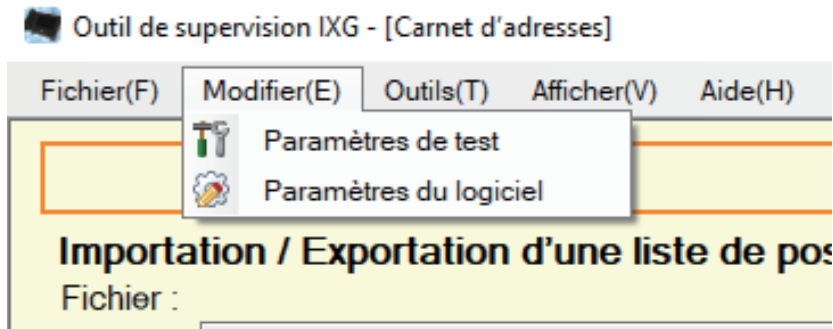 Outil de supervision IXG - [Carnet d'adresses]
Fichier(F) Modifier(E) Outils(T) Afficher(V) Aide(H)
Paramètres de test
Paramètres du logiciel
Importation / Exportation d'une liste de
Fichier :